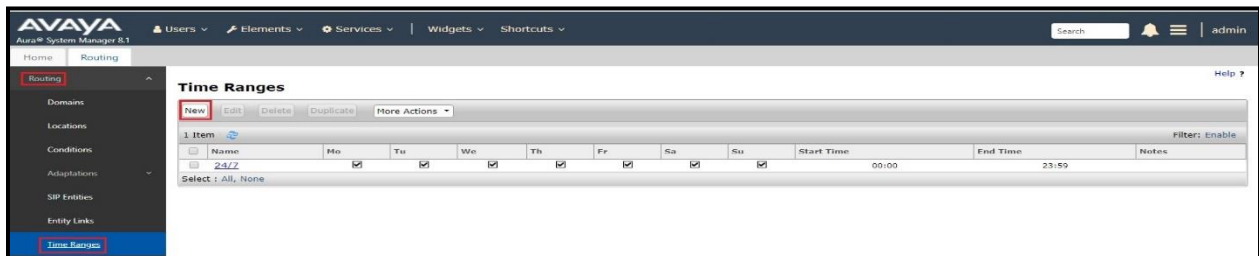 AVAYA
Aura® System Manager 8.1
Users Elements Services | Widgets Shortcuts Search admin
Home Routing
Routing
Help ?
Time Ranges
Domains
New Edit Delete Duplicate More Actions
Locations
1 Item Filter: Enable
Conditions
Name Mo Tu We Th Fr Sa Su Start Time End Time Notes
24/7 00:00 23:59
Adaptations
Select : All, None
SIP Entities
Entity Links
Time Ranges